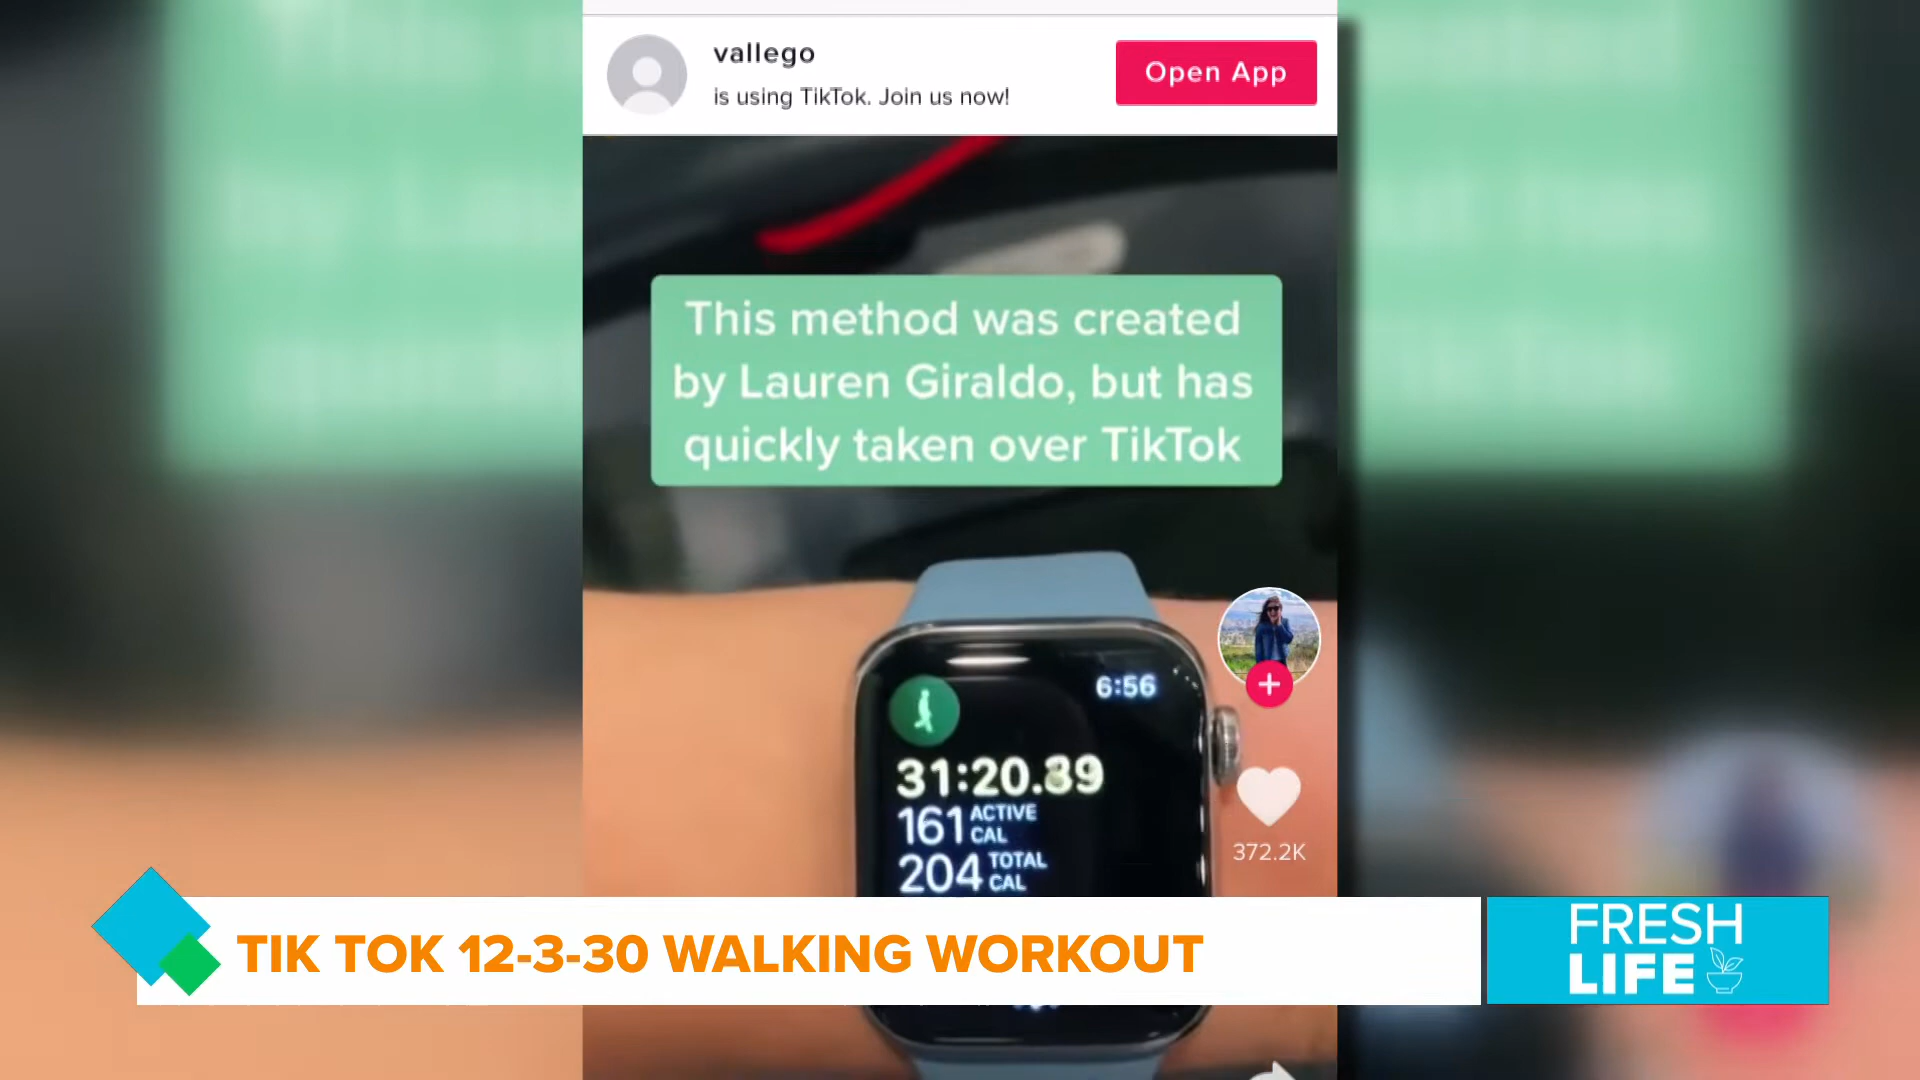 vallego
is using TikTok. Join us now!
Open App
This method was created
by Lauren Giraldo, but has
quickly taken over TikTok
6:56
31:20.89
161 ACTIVE CAL
204 TOTAL CAL
372.2K
TIK TOK 12-3-30 WALKING WORKOUT
FRESH
LIFE